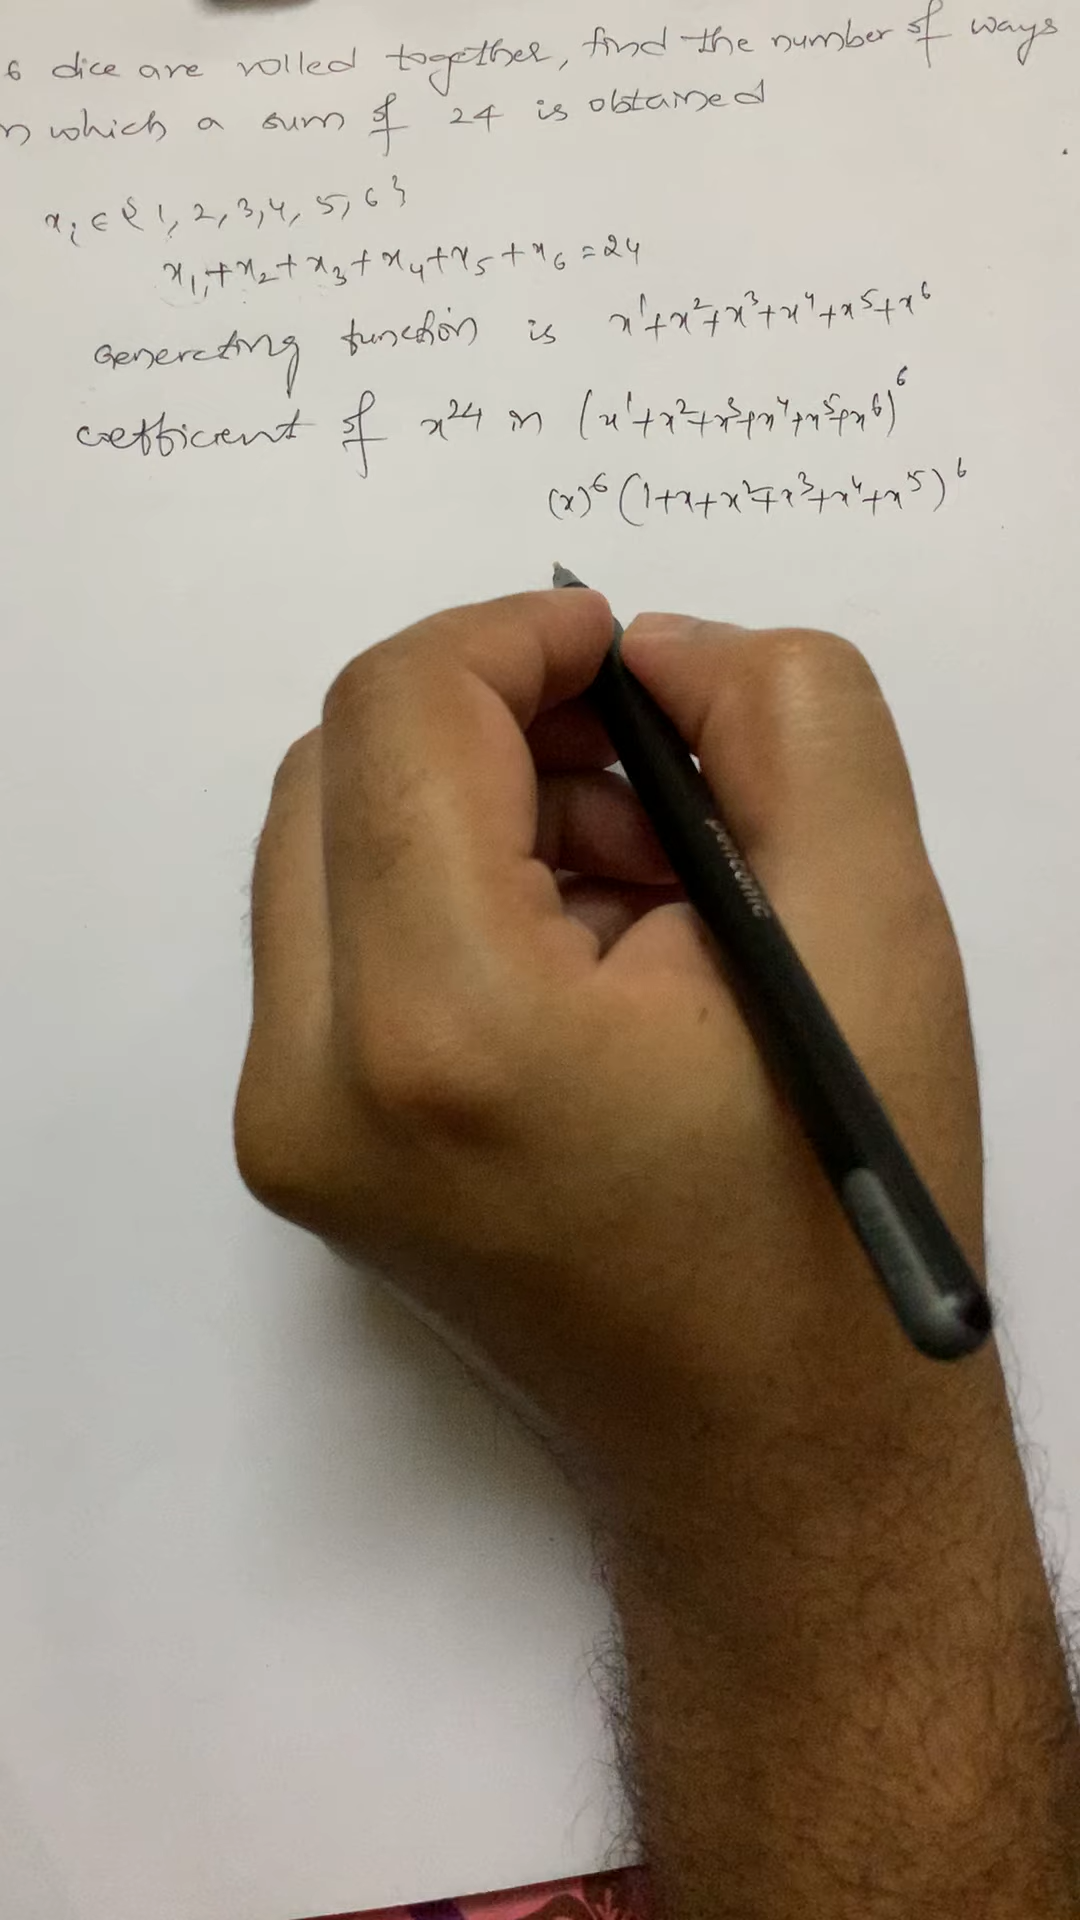 6 dice are rolled together, find the number of ways
n which a sum of 24 is obtained
xᵢ ∈ {1, 2, 3, 4, 5, 6}
x₁ + x₂ + x₃ + x₄ + x₅ + x₆ = 24
Generating function is x¹+x²+x³+x⁴+x⁵+x⁶
coefficient of x²⁴ in (x¹+x²+x³+x⁴+x⁵+x⁶)⁶
(x)⁶ (1+x+x²+x³+x⁴+x⁵)⁶